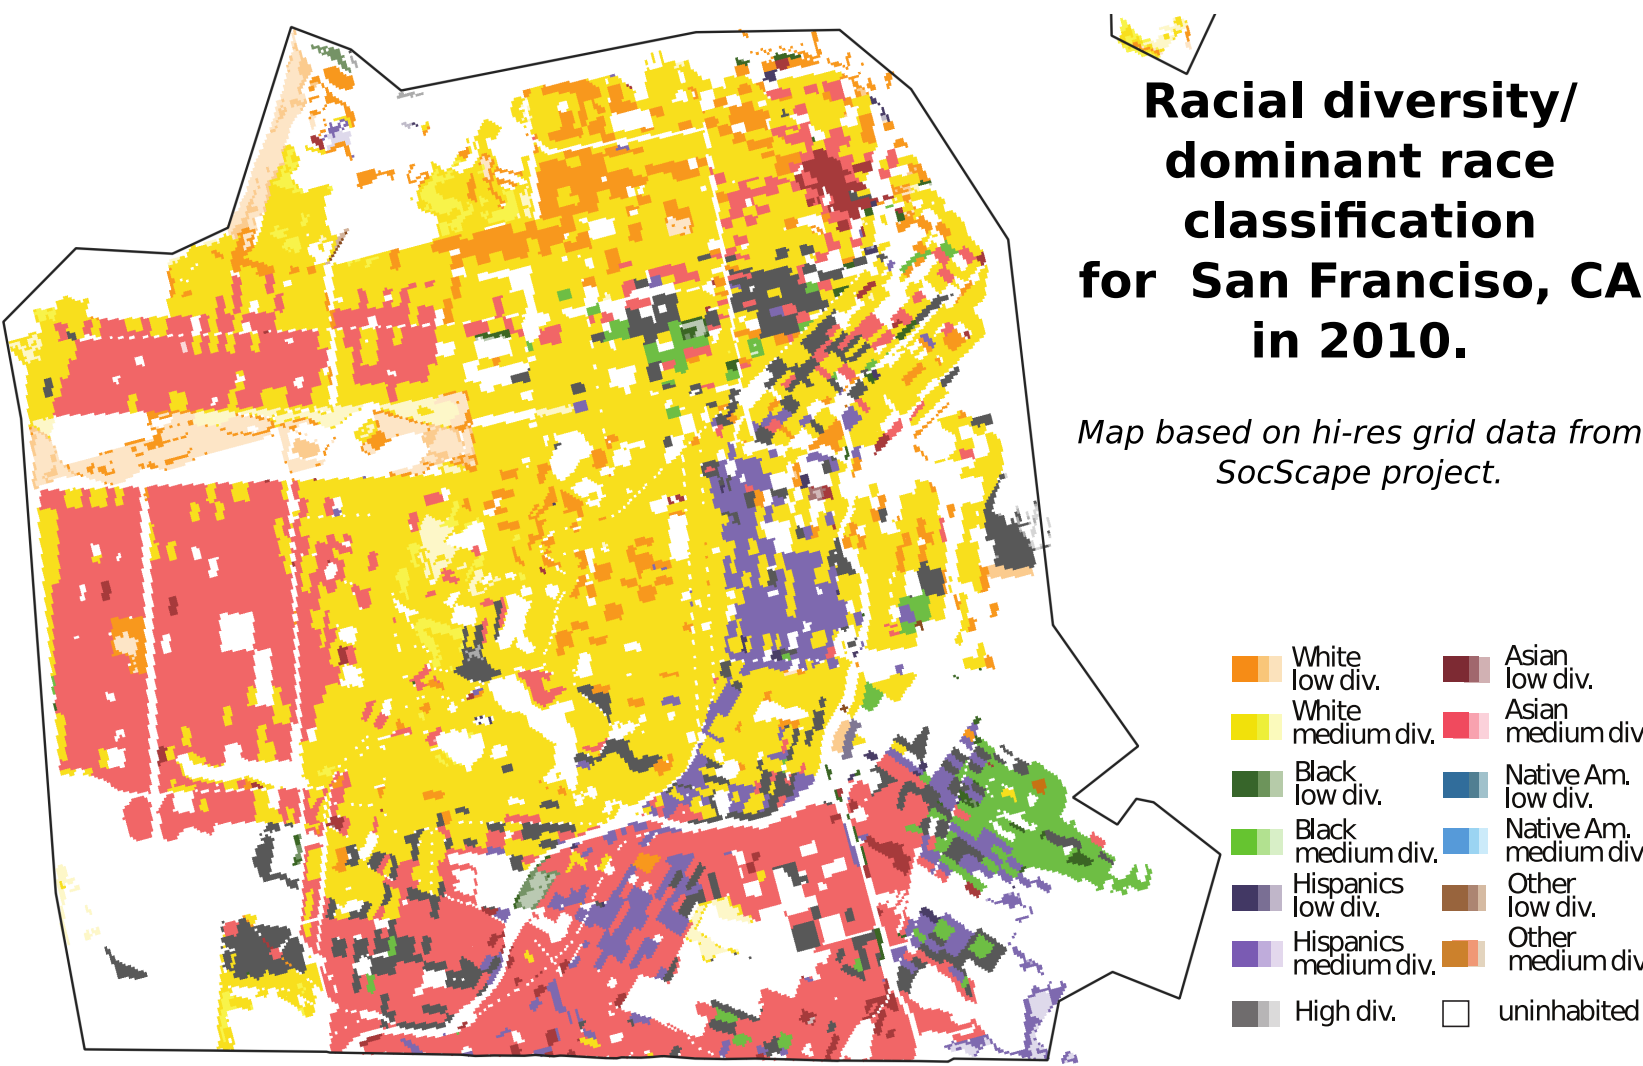 Racial diversity/
dominant race
classification
for San Franciso, CA
in 2010.
Map based on hi-res grid data from
SocScape project.
White
low div.
White
medium div.
Black
low div.
Black
medium div.
Hispanics
low div.
Hispanics
medium div.
High div.
Asian
low div.
Asian
medium div
Native Am.
low div.
Native Am.
medium div
Other
low div.
Other
medium div
uninhabited